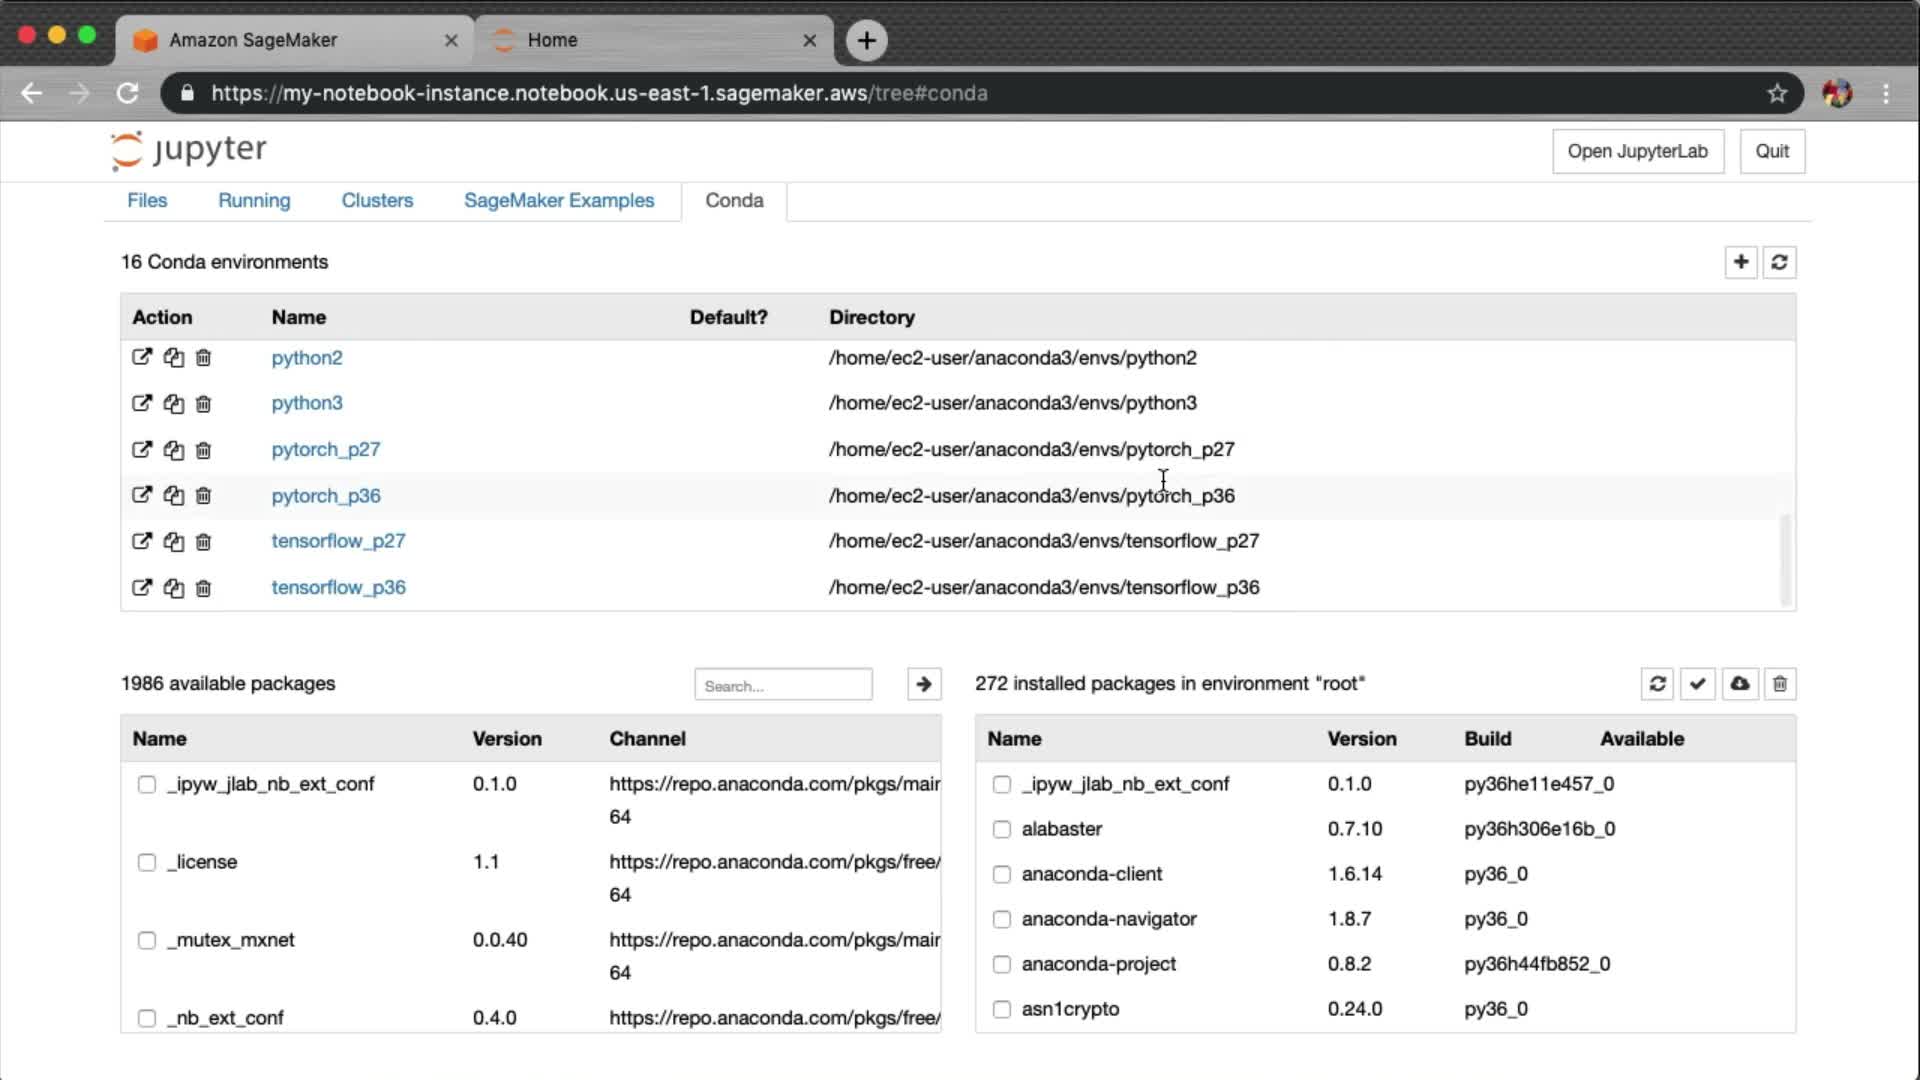 Amazon SageMaker
Home
https://my-notebook-instance.notebook.us-east-1.sagemaker.aws/tree#conda
jupyter
Open JupyterLab
Quit
Files
Running
Clusters
SageMaker Examples
Conda
16 Conda environments
Action Name Default? Directory
python2 /home/ec2-user/anaconda3/envs/python2
python3 /home/ec2-user/anaconda3/envs/python3
pytorch_p27 /home/ec2-user/anaconda3/envs/pytorch_p27
pytorch_p36 /home/ec2-user/anaconda3/envs/pytorch_p36
tensorflow_p27 /home/ec2-user/anaconda3/envs/tensorflow_p27
tensorflow_p36 /home/ec2-user/anaconda3/envs/tensorflow_p36
1986 available packages
Search...
Name Version Channel
_ipyw_jlab_nb_ext_conf 0.1.0 https://repo.anaconda.com/pkgs/main
64
_license 1.1 https://repo.anaconda.com/pkgs/free/
64
_mutex_mxnet 0.0.40 https://repo.anaconda.com/pkgs/main
64
_nb_ext_conf 0.4.0 https://repo.anaconda.com/pkgs/free/
272 installed packages in environment "root"
Name Version Build Available
_ipyw_jlab_nb_ext_conf 0.1.0 py36he11e457_0
alabaster 0.7.10 py36h306e16b_0
anaconda-client 1.6.14 py36_0
anaconda-navigator 1.8.7 py36_0
anaconda-project 0.8.2 py36h44fb852_0
asn1crypto 0.24.0 py36_0